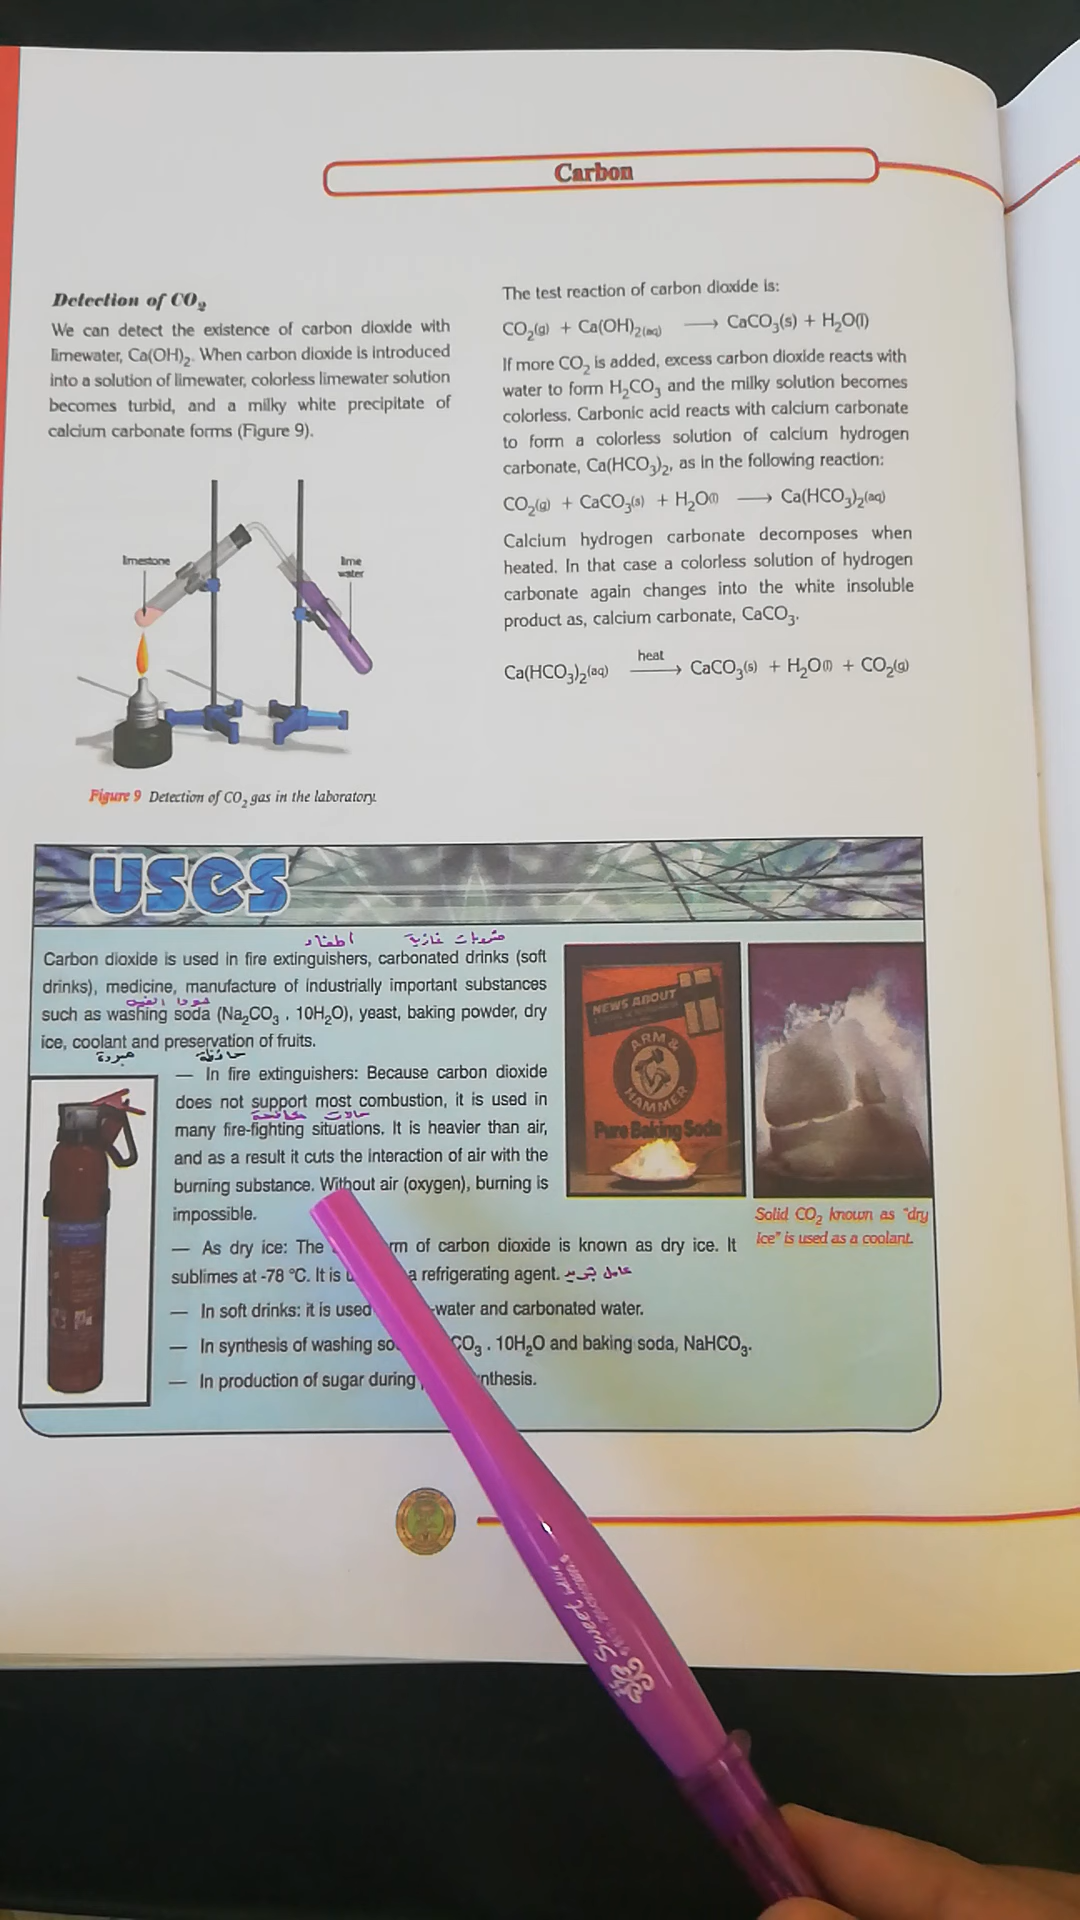 Carbon
Detection of CO₂
We can detect the existence of carbon dioxide with
limewater, Ca(OH)₂. When carbon dioxide is introduced
into a solution of limewater, colorless limewater solution
becomes turbid, and a milky white precipitate of
calcium carbonate forms (Figure 9).
limestone
lime
water
Figure 9 Detection of CO₂ gas in the laboratory.
The test reaction of carbon dioxide is:
CO₂(g) + Ca(OH)₂(aq) ⟶ CaCO₃(s) + H₂O(l)
If more CO₂ is added, excess carbon dioxide reacts with
water to form H₂CO₃ and the milky solution becomes
colorless. Carbonic acid reacts with calcium carbonate
to form a colorless solution of calcium hydrogen
carbonate, Ca(HCO₃)₂, as in the following reaction:
CO₂(g) + CaCO₃(s) + H₂O(l) ⟶ Ca(HCO₃)₂(aq)
Calcium hydrogen carbonate decomposes when
heated. In that case a colorless solution of hydrogen
carbonate again changes into the white insoluble
product as, calcium carbonate, CaCO₃.
heat
Ca(HCO₃)₂(aq) ⟶ CaCO₃(s) + H₂O(l) + CO₂(g)
uses
اطفاء مشروبات غازية
Carbon dioxide is used in fire extinguishers, carbonated drinks (soft
drinks), medicine, manufacture of industrially important substances
such as washing soda (Na₂CO₃ . 10H₂O), yeast, baking powder, dry
ice, coolant and preservation of fruits.
مبردة حافظة
— In fire extinguishers: Because carbon dioxide
does not support most combustion, it is used in
حالات مكافحة
many fire-fighting situations. It is heavier than air,
and as a result it cuts the interaction of air with the
burning substance. Without air (oxygen), burning is
impossible.
— As dry ice: The rm of carbon dioxide is known as dry ice. It
sublimes at -78 °C. It is a refrigerating agent. عامل تبريد
— In soft drinks: it is used -water and carbonated water.
— In synthesis of washing so CO₃ . 10H₂O and baking soda, NaHCO₃.
— In production of sugar during nthesis.
NEWS ABOUT
ARM &
HAMMER
Pure Baking Soda
Solid CO₂ known as "dry
ice" is used as a coolant.
Sweet